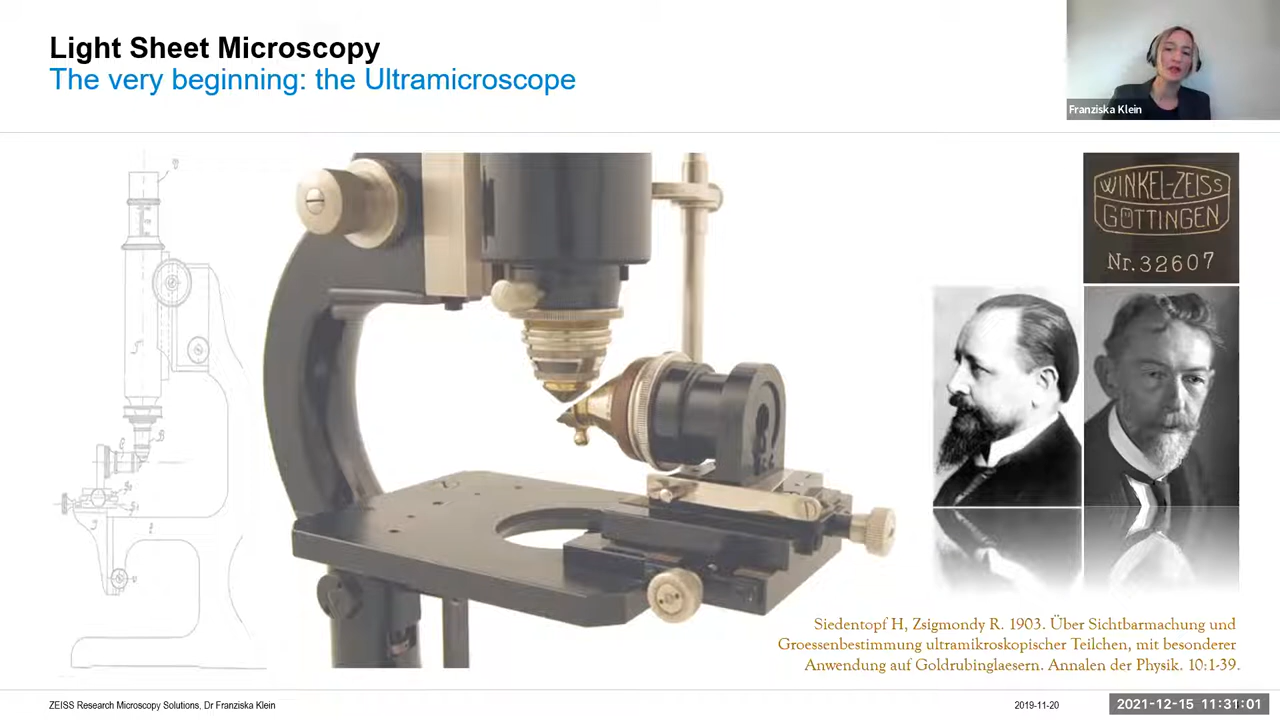 Light Sheet Microscopy
The very beginning: the Ultramicroscope
Franziska Klein
WINKEL-ZEISS
GÖTTINGEN
Nr. 32607
Siedentopf H, Zsigmondy R. 1903. Über Sichtbarmachung und
Groessenbestimmung ultramikroskopischer Teilchen, mit besonderer
Anwendung auf Goldrubinglaesern. Annalen der Physik. 10:1-39.
ZEISS Research Microscopy Solutions, Dr Franziska Klein
2019-11-20
2021-12-15 11:31:01